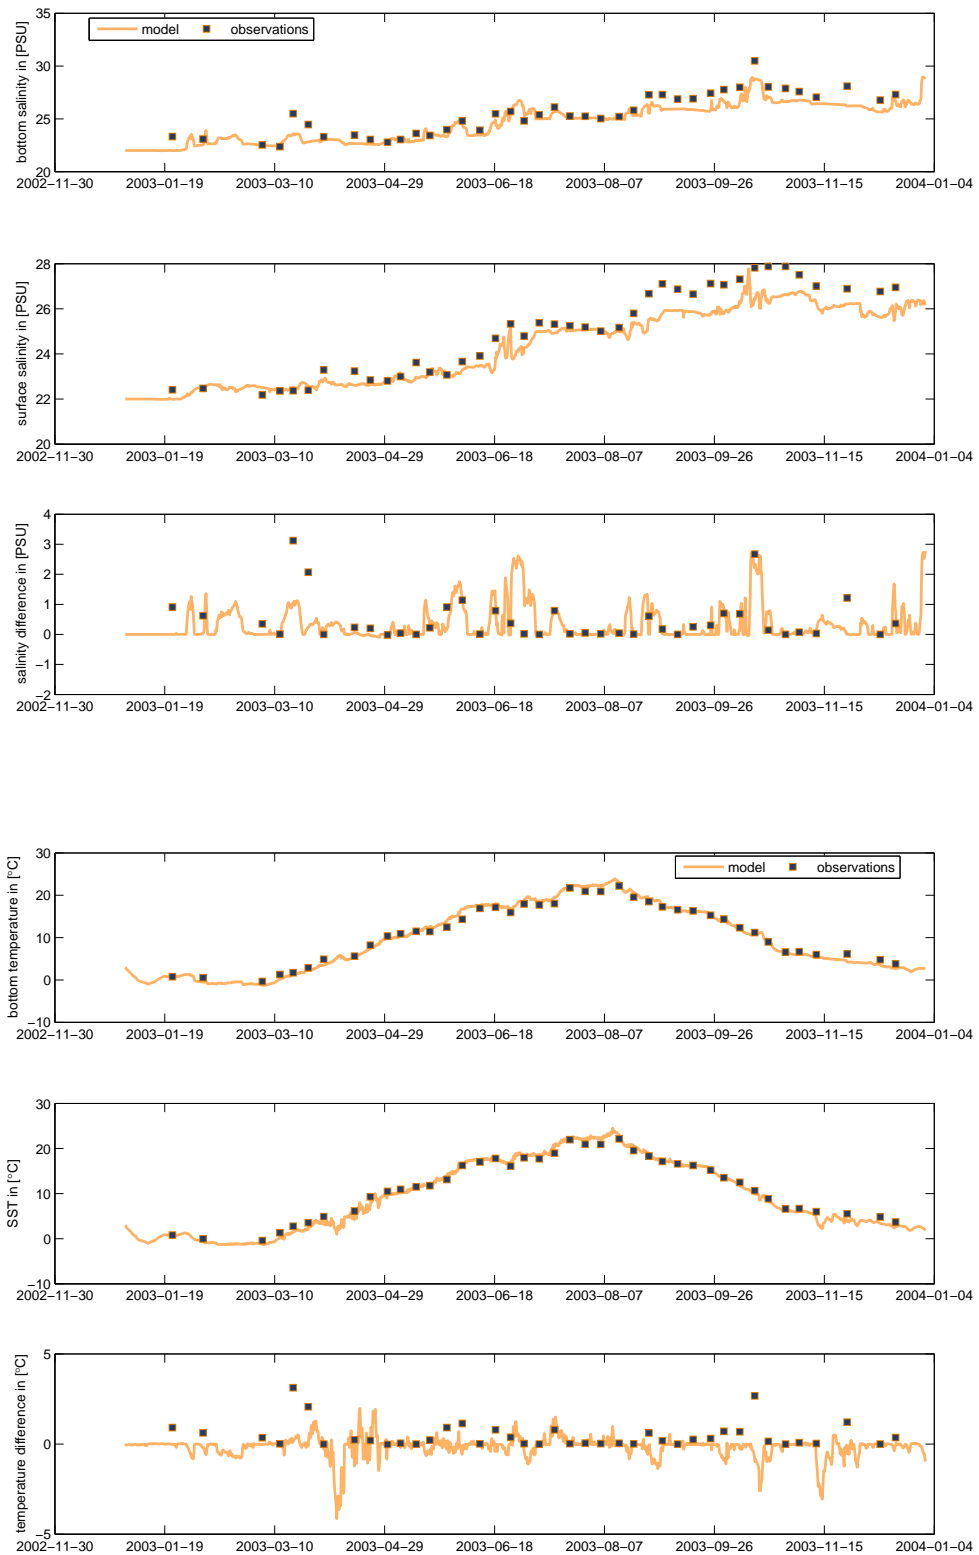 35
30
25
20
bottom salinity in [PSU]
model
observations
2002−11−30 2003−01−19 2003−03−10 2003−04−29 2003−06−18 2003−08−07 2003−09−26 2003−11−15 2004−01−04
28
26
24
22
20
surface salinity in [PSU]
2002−11−30 2003−01−19 2003−03−10 2003−04−29 2003−06−18 2003−08−07 2003−09−26 2003−11−15 2004−01−04
4
3
2
1
0
−1
−2
salinity difference in [PSU]
2002−11−30 2003−01−19 2003−03−10 2003−04−29 2003−06−18 2003−08−07 2003−09−26 2003−11−15 2004−01−04
30
20
10
0
−10
bottom temperature in [°C]
model
observations
2002−11−30 2003−01−19 2003−03−10 2003−04−29 2003−06−18 2003−08−07 2003−09−26 2003−11−15 2004−01−04
30
20
10
0
−10
SST in [°C]
2002−11−30 2003−01−19 2003−03−10 2003−04−29 2003−06−18 2003−08−07 2003−09−26 2003−11−15 2004−01−04
5
0
−5
temperature difference in [°C]
2002−11−30 2003−01−19 2003−03−10 2003−04−29 2003−06−18 2003−08−07 2003−09−26 2003−11−15 2004−01−04